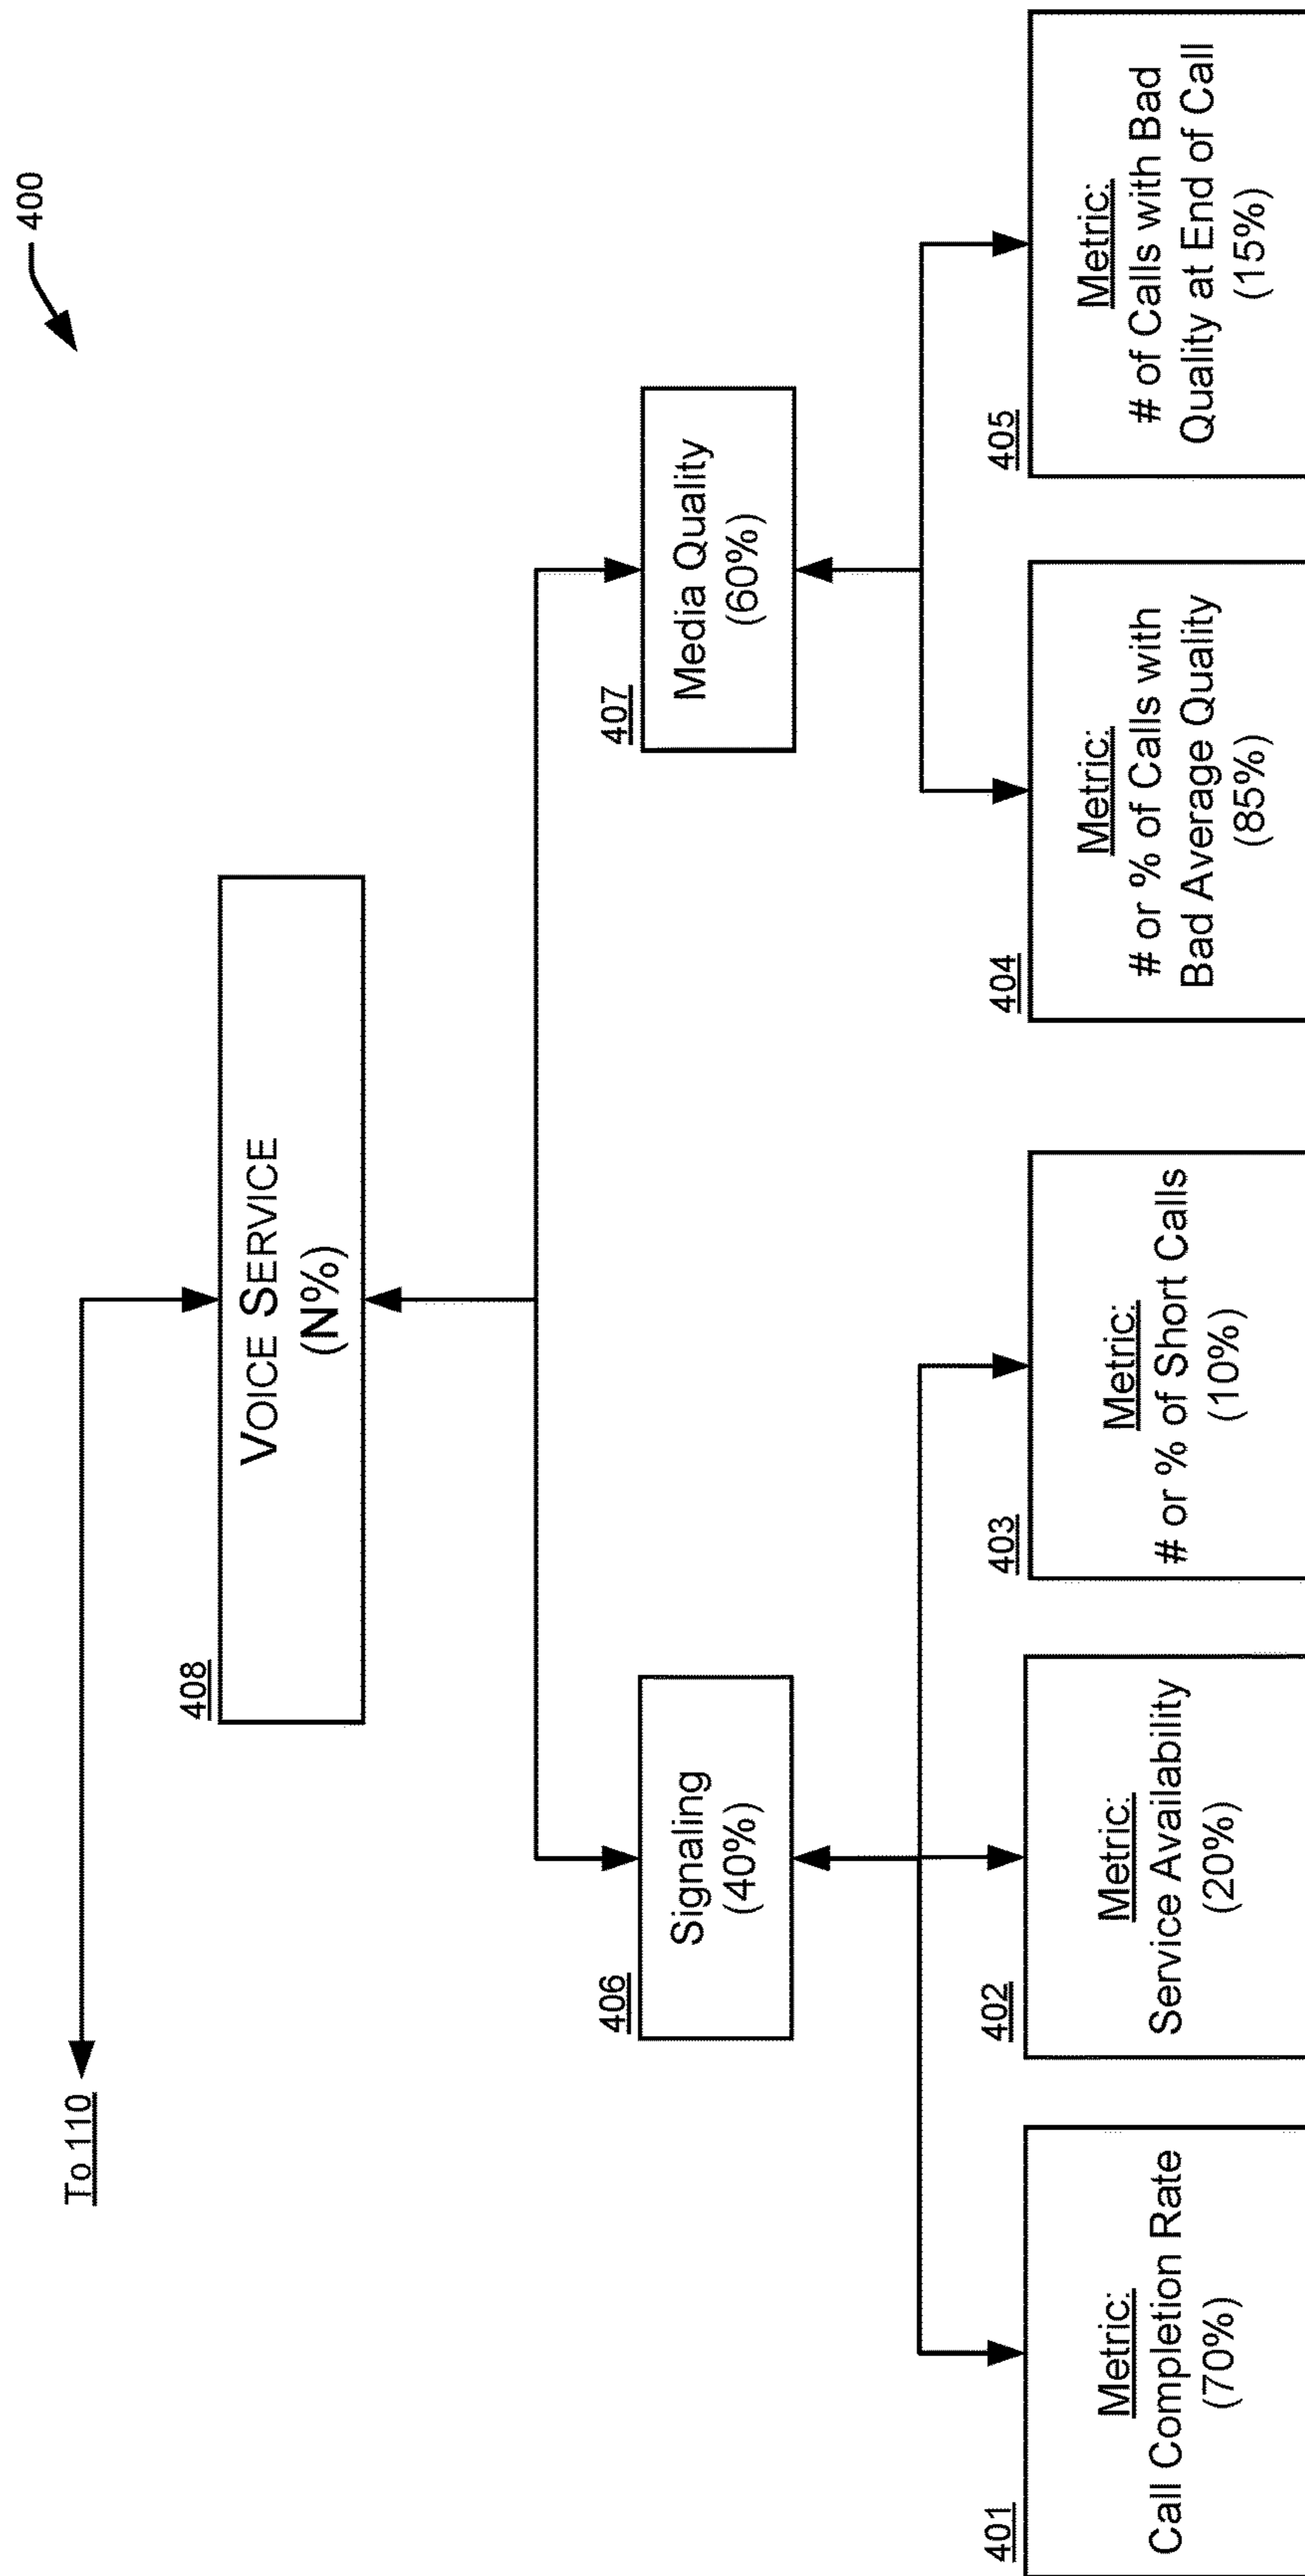 400
To 110
408
VOICE SERVICE
(N%)
406
Signaling
(40%)
407
Media Quality
(60%)
401
Metric:
Call Completion Rate
(70%)
402
Metric:
Service Availability
(20%)
403
Metric:
# or % of Short Calls
(10%)
404
Metric:
# or % of Calls with
Bad Average Quality
(85%)
405
Metric:
# of Calls with Bad
Quality at End of Call
(15%)